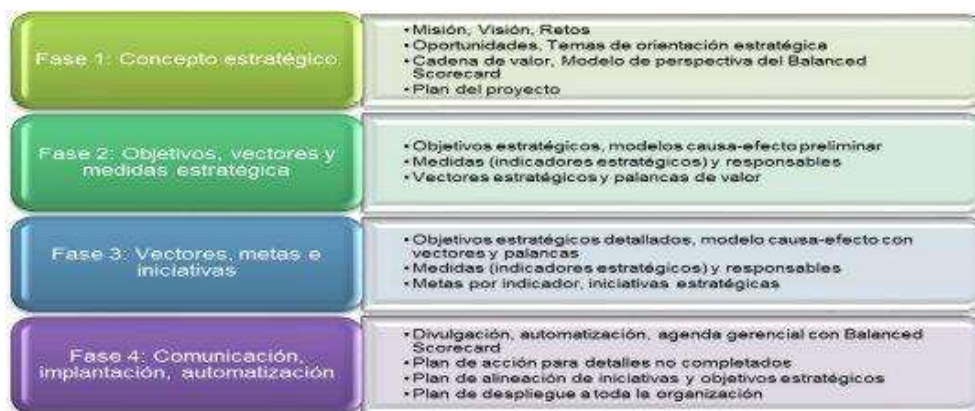 Fase 1: Concepto estratégico
• Misión, Visión, Retos
• Oportunidades, Temas de orientación estratégica
• Cadena de valor, Modelo de perspectiva del Balanced
Scorecard
• Plan del proyecto
Fase 2: Objetivos, vectores y
medidas estratégica
• Objetivos estratégicos, modelos causa-efecto preliminar
• Medidas (indicadores estratégicos) y responsables
• Vectores estratégicos y palancas de valor
Fase 3: Vectores, metas e
iniciativas
• Objetivos estratégicos detallados, modelo causa-efecto con
vectores y palancas
• Medidas (indicadores estratégicos) y responsables
• Metas por indicador, iniciativas estratégicas
Fase 4: Comunicación,
implantación, automatización
• Divulgación, automatización, agenda gerencial con Balanced
Scorecard
• Plan de acción para detalles no completados
• Plan de alineación de iniciativas y objetivos estratégicos
• Plan de despliegue a toda la organización